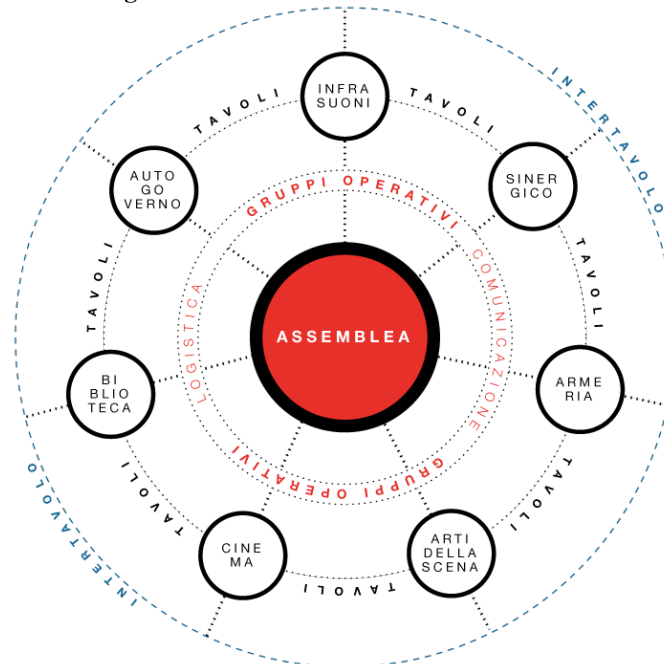 INFRA
SUONI
TAVOLI
TAVOLI
INTERTAVOLO
AUTO
GO
VERNO
SINER
GICO
GRUPPI OPERATIVI
TAVOLI
TAVOLI
LOGISTICA
COMUNICAZIONE
ASSEMBLEA
BI
BLIO
TECA
ARME
RIA
GRUPPI OPERATIVI
INTERTAVOLO
TAVOLI
TAVOLI
CINE
MA
ARTI
DELLA
SCENA
TAVOLI